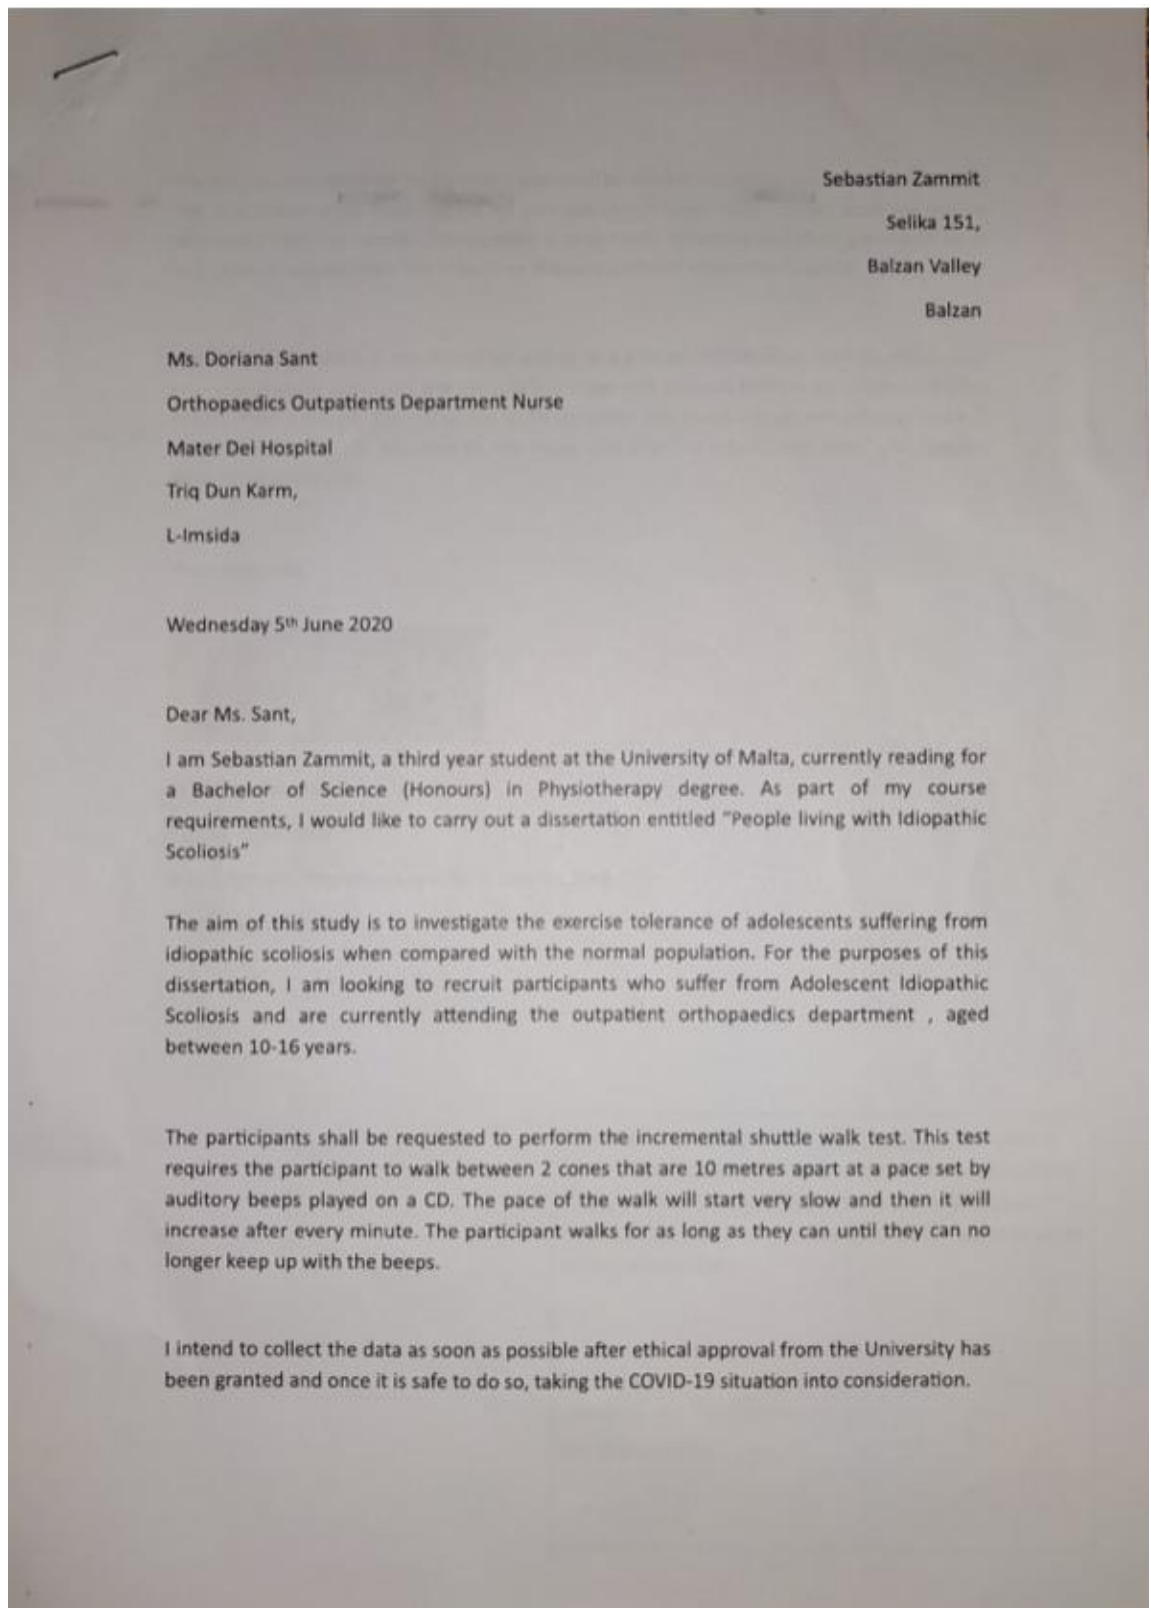 Sebastian Zammit
Selika 151,
Balzan Valley
Balzan
Ms. Doriana Sant
Orthopaedics Outpatients Department Nurse
Mater Dei Hospital
Triq Dun Karm,
L-Imsida
Wednesday 5th June 2020
Dear Ms. Sant,
I am Sebastian Zammit, a third year student at the University of Malta, currently reading for
a Bachelor of Science (Honours) in Physiotherapy degree. As part of my course
requirements, I would like to carry out a dissertation entitled "People living with Idiopathic
Scoliosis"
The aim of this study is to investigate the exercise tolerance of adolescents suffering from
idiopathic scoliosis when compared with the normal population. For the purposes of this
dissertation, I am looking to recruit participants who suffer from Adolescent Idiopathic
Scoliosis and are currently attending the outpatient orthopaedics department , aged
between 10-16 years.
The participants shall be requested to perform the incremental shuttle walk test. This test
requires the participant to walk between 2 cones that are 10 metres apart at a pace set by
auditory beeps played on a CD. The pace of the walk will start very slow and then it will
increase after every minute. The participant walks for as long as they can until they can no
longer keep up with the beeps.
I intend to collect the data as soon as possible after ethical approval from the University has
been granted and once it is safe to do so, taking the COVID-19 situation into consideration.